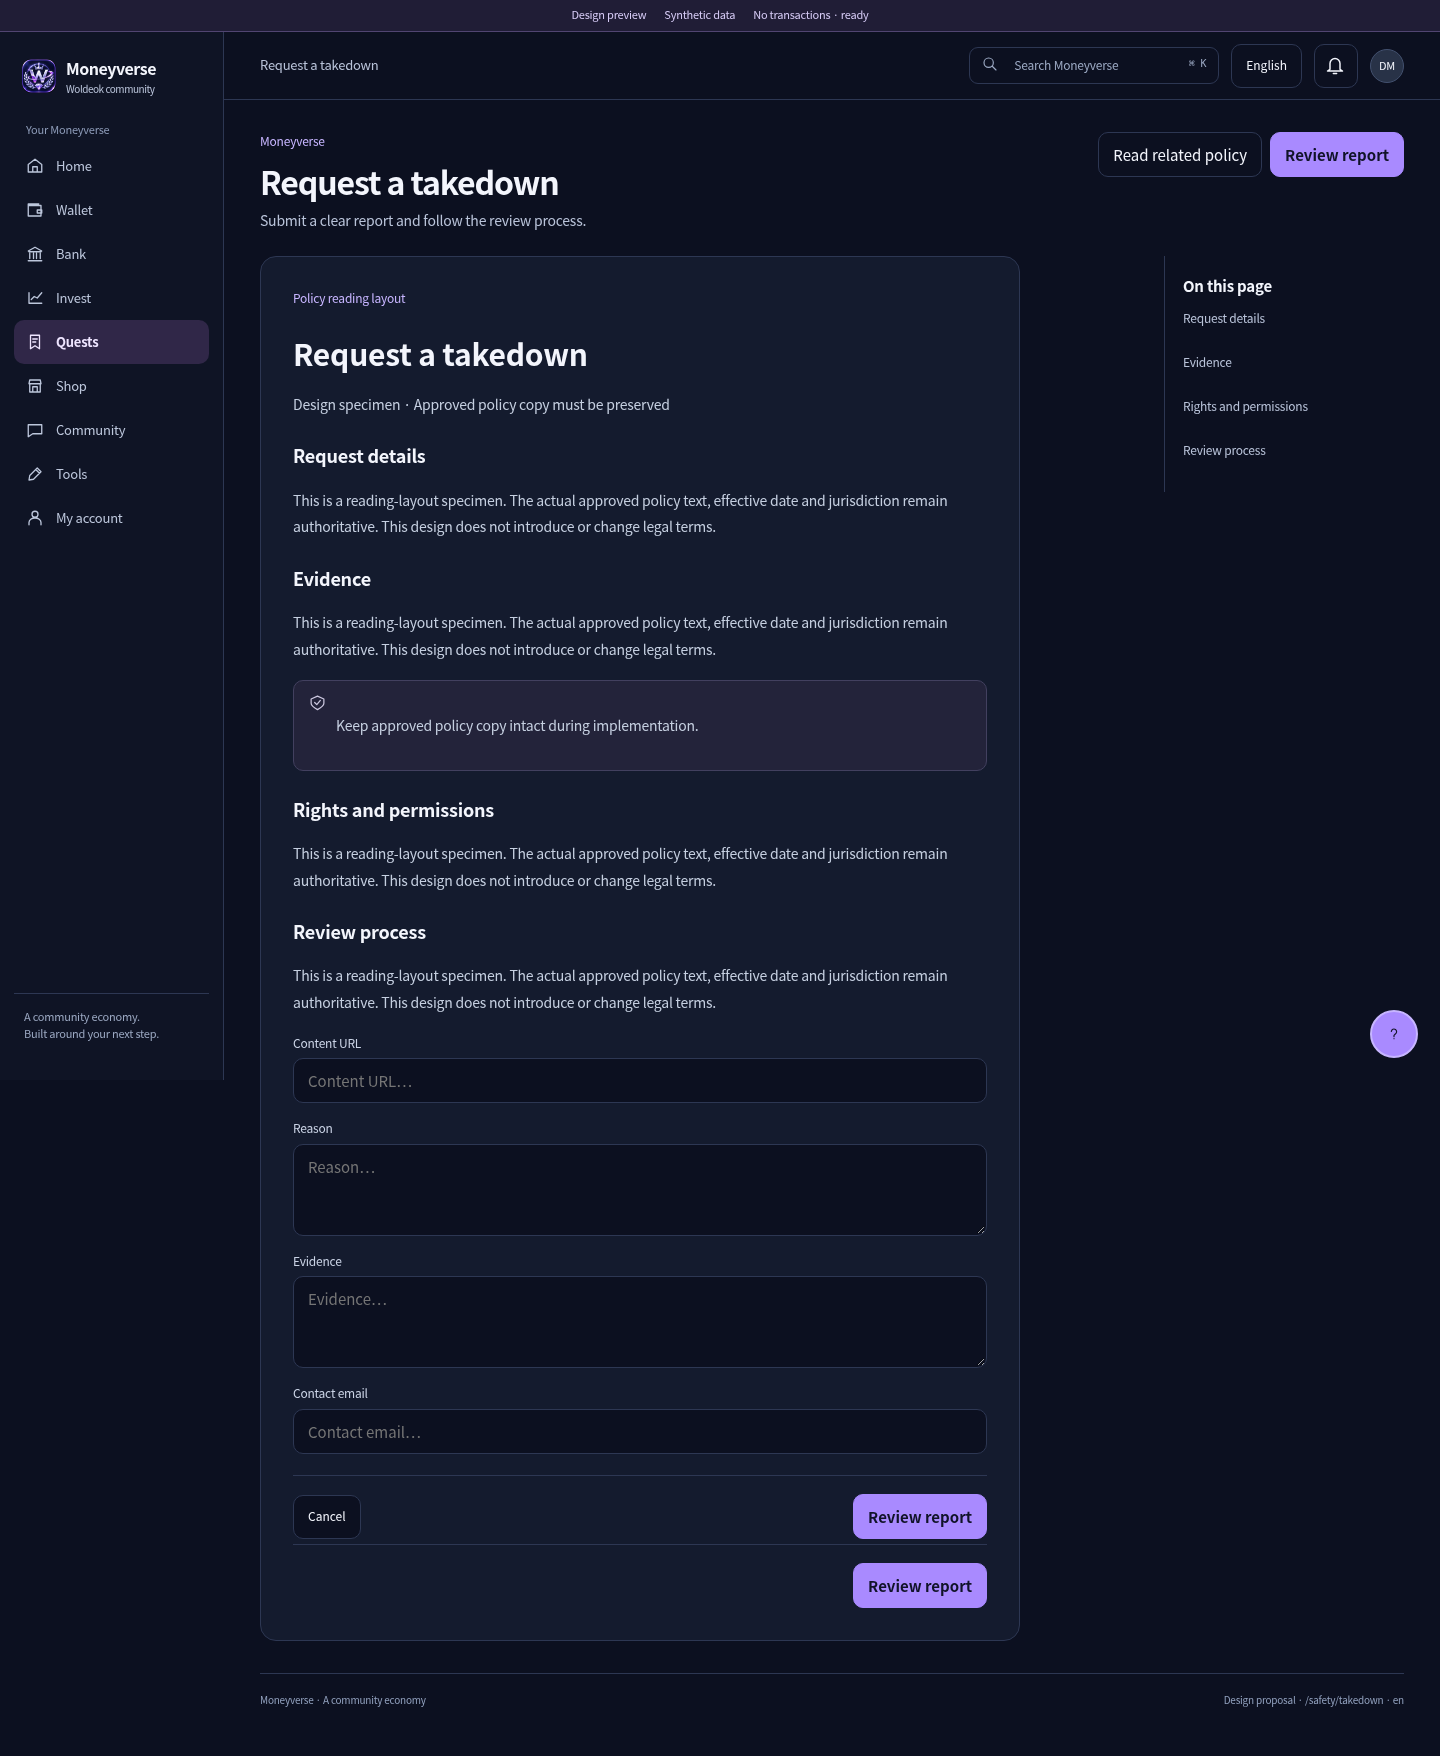 Design preview Synthetic data No transactions · ready
Moneyverse
Woldeok community
Your Moneyverse
Home
Wallet
Bank
Invest
Quests
Shop
Community
Tools
My account
A community economy.
Built around your next step.
Request a takedown
Search Moneyverse ⌘ K
English
DM
Moneyverse
Request a takedown
Submit a clear report and follow the review process.
Read related policy
Review report
Policy reading layout
Request a takedown
Design specimen · Approved policy copy must be preserved
Request details
This is a reading-layout specimen. The actual approved policy text, effective date and jurisdiction remain
authoritative. This design does not introduce or change legal terms.
Evidence
This is a reading-layout specimen. The actual approved policy text, effective date and jurisdiction remain
authoritative. This design does not introduce or change legal terms.
Keep approved policy copy intact during implementation.
Rights and permissions
This is a reading-layout specimen. The actual approved policy text, effective date and jurisdiction remain
authoritative. This design does not introduce or change legal terms.
Review process
This is a reading-layout specimen. The actual approved policy text, effective date and jurisdiction remain
authoritative. This design does not introduce or change legal terms.
Content URL
Content URL…
Reason
Reason…
Evidence
Evidence…
Contact email
Contact email…
Cancel
Review report
Review report
On this page
Request details
Evidence
Rights and permissions
Review process
?
Moneyverse · A community economy
Design proposal · /safety/takedown · en